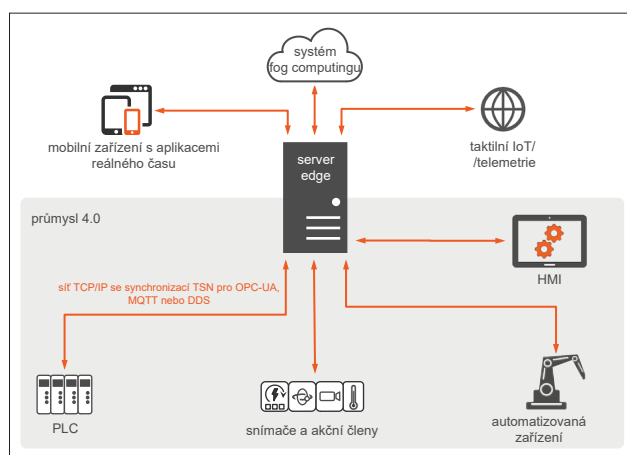 systém
fog computingu
mobilní zařízení s aplikacemi
reálného času
taktilní IoT/
/telemetrie
server
edge
průmysl 4.0
HMI
síť TCP/IP se synchronizací TSN pro OPC-UA,
MQTT nebo DDS
PLC
snímače a akční členy
automatizovaná
zařízení